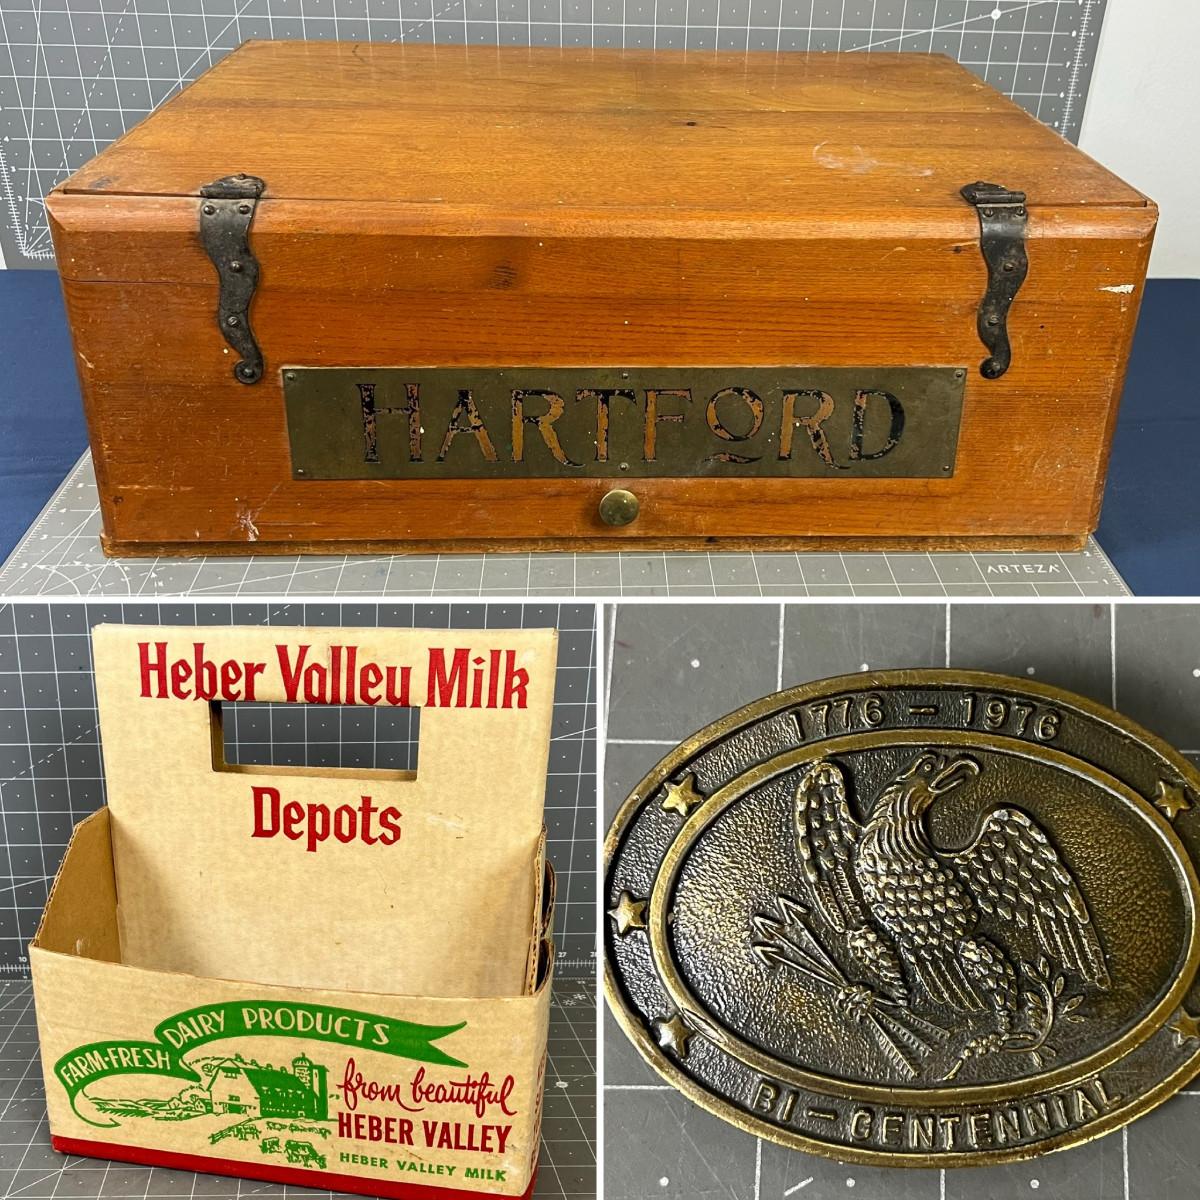 HARTFORD
ARTEZA
Heber Valley Milk
Depots
FARM-FRESH DAIRY PRODUCTS
from beautiful
HEBER VALLEY
HEBER VALLEY MILK
1776 - 1976
BI-CENTENNIAL